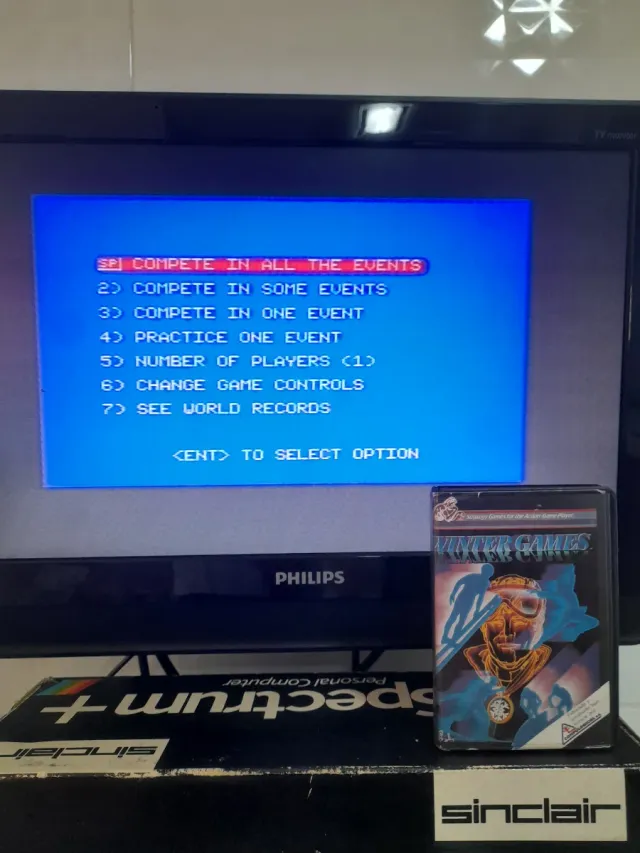 TV
SP) COMPETE IN ALL THE EVENTS
2) COMPETE IN SOME EVENTS
3) COMPETE IN ONE EVENT
4) PRACTICE ONE EVENT
5) NUMBER OF PLAYERS (1)
6) CHANGE GAME CONTROLS
7) SEE WORLD RECORDS
<ENT> TO SELECT OPTION
PHILIPS
WINTER GAMES
Personal Computer
Spectrum+
sinclair
sinclair